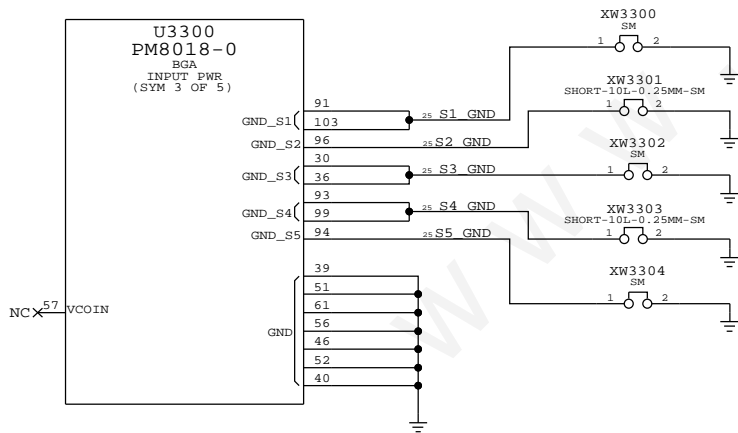 U3300
PM8018-0
BGA
INPUT PWR
(SYM 3 OF 5)
GND_S1
91
103
GND_S2
96
GND_S3
30
36
GND_S4
93
99
GND_S5
94
GND
39
51
61
56
46
52
40
NC
57
VCOIN
25 S1_GND
25 S2_GND
25 S3_GND
25 S4_GND
25 S5_GND
XW3300
SM
1 2
XW3301
SHORT-10L-0.25MM-SM
1 2
XW3302
SM
1 2
XW3303
SHORT-10L-0.25MM-SM
1 2
XW3304
SM
1 2
w w w